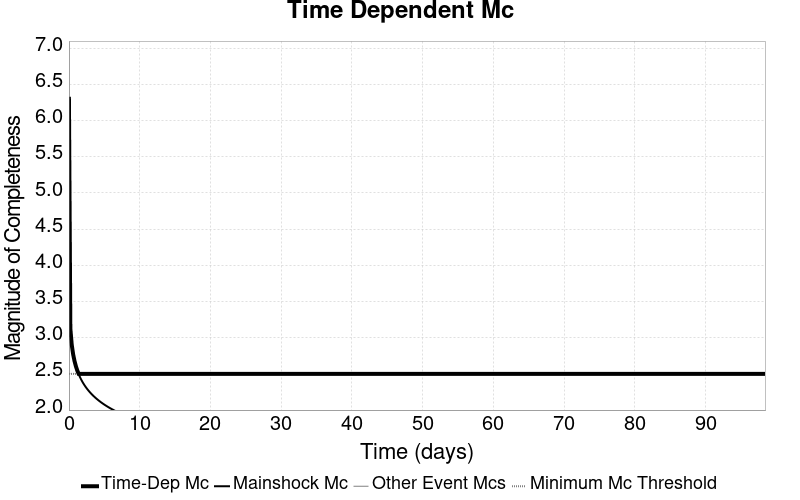 Time Dependent Mc
Magnitude of Completeness
7.0
6.5
6.0
5.5
5.0
4.5
4.0
3.5
3.0
2.5
2.0
0 10 20 30 40 50 60 70 80 90
Time (days)
Time-Dep Mc Mainshock Mc Other Event Mcs Minimum Mc Threshold